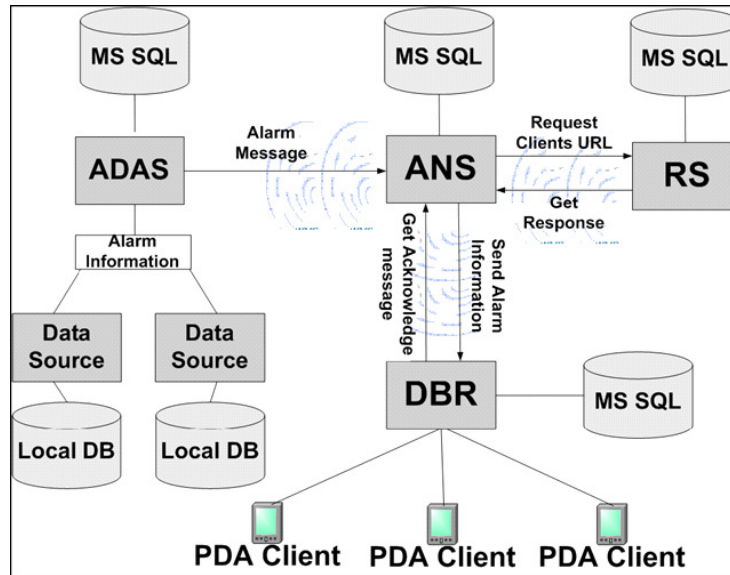 MS SQL
MS SQL
MS SQL
ADAS
Alarm
Message
ANS
Request
Clients URL
RS
Get
Response
Alarm
Information
Get Acknowledge
message
Send Alarm
Information
Data
Source
Data
Source
DBR
MS SQL
Local DB
Local DB
PDA Client
PDA Client
PDA Client